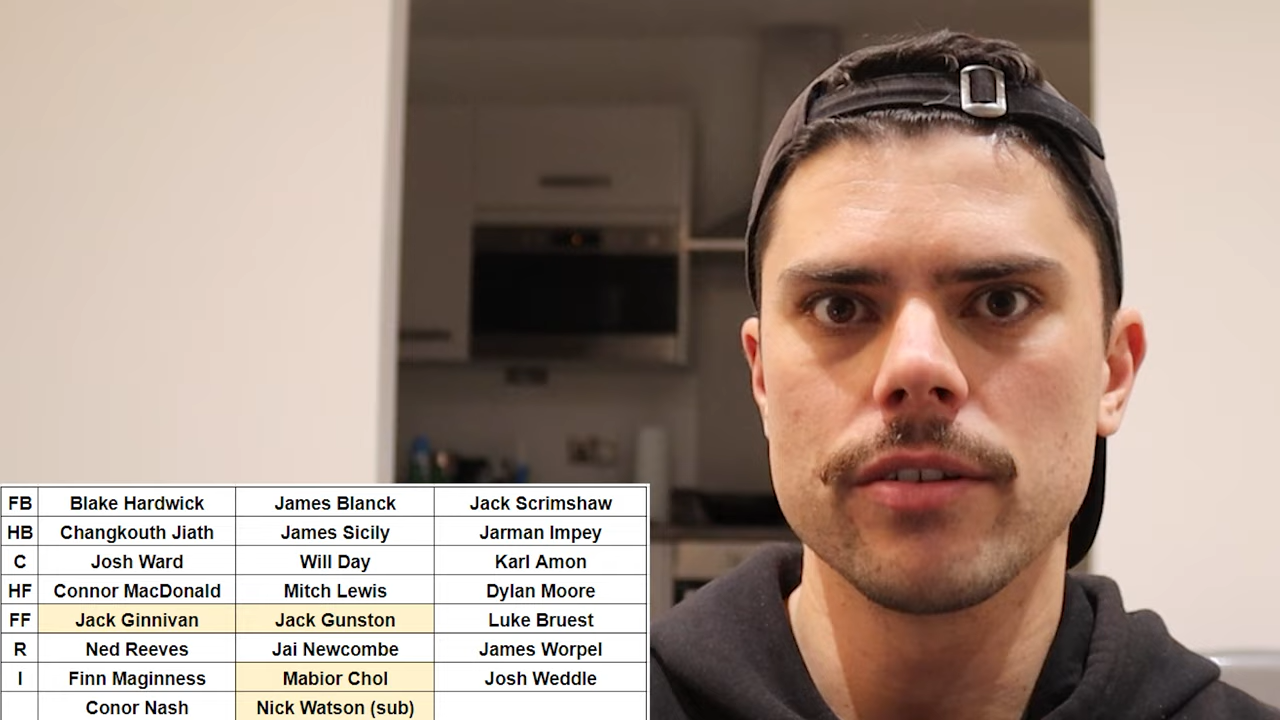 FB Blake Hardwick James Blanck Jack Scrimshaw
HB Changkouth Jiath James Sicily Jarman Impey
C Josh Ward Will Day Karl Amon
HF Connor MacDonald Mitch Lewis Dylan Moore
FF Jack Ginnivan Jack Gunston Luke Bruest
R Ned Reeves Jai Newcombe James Worpel
I Finn Maginness Mabior Chol Josh Weddle
Conor Nash Nick Watson (sub)